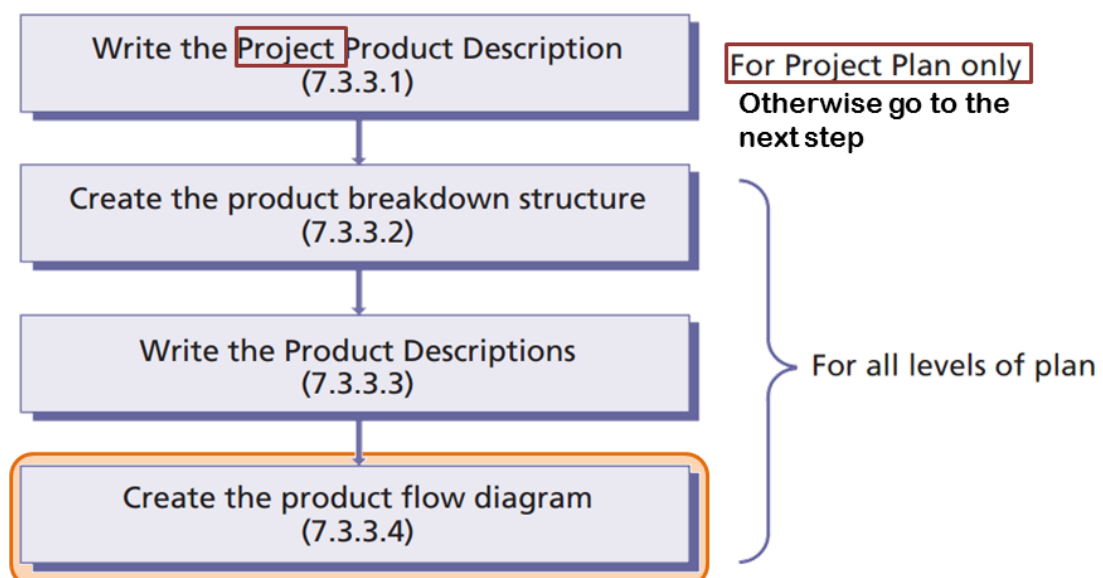 Write the Project Product Description
(7.3.3.1)
For Project Plan only
Otherwise go to the
next step
Create the product breakdown structure
(7.3.3.2)
Write the Product Descriptions
(7.3.3.3)
For all levels of plan
Create the product flow diagram
(7.3.3.4)